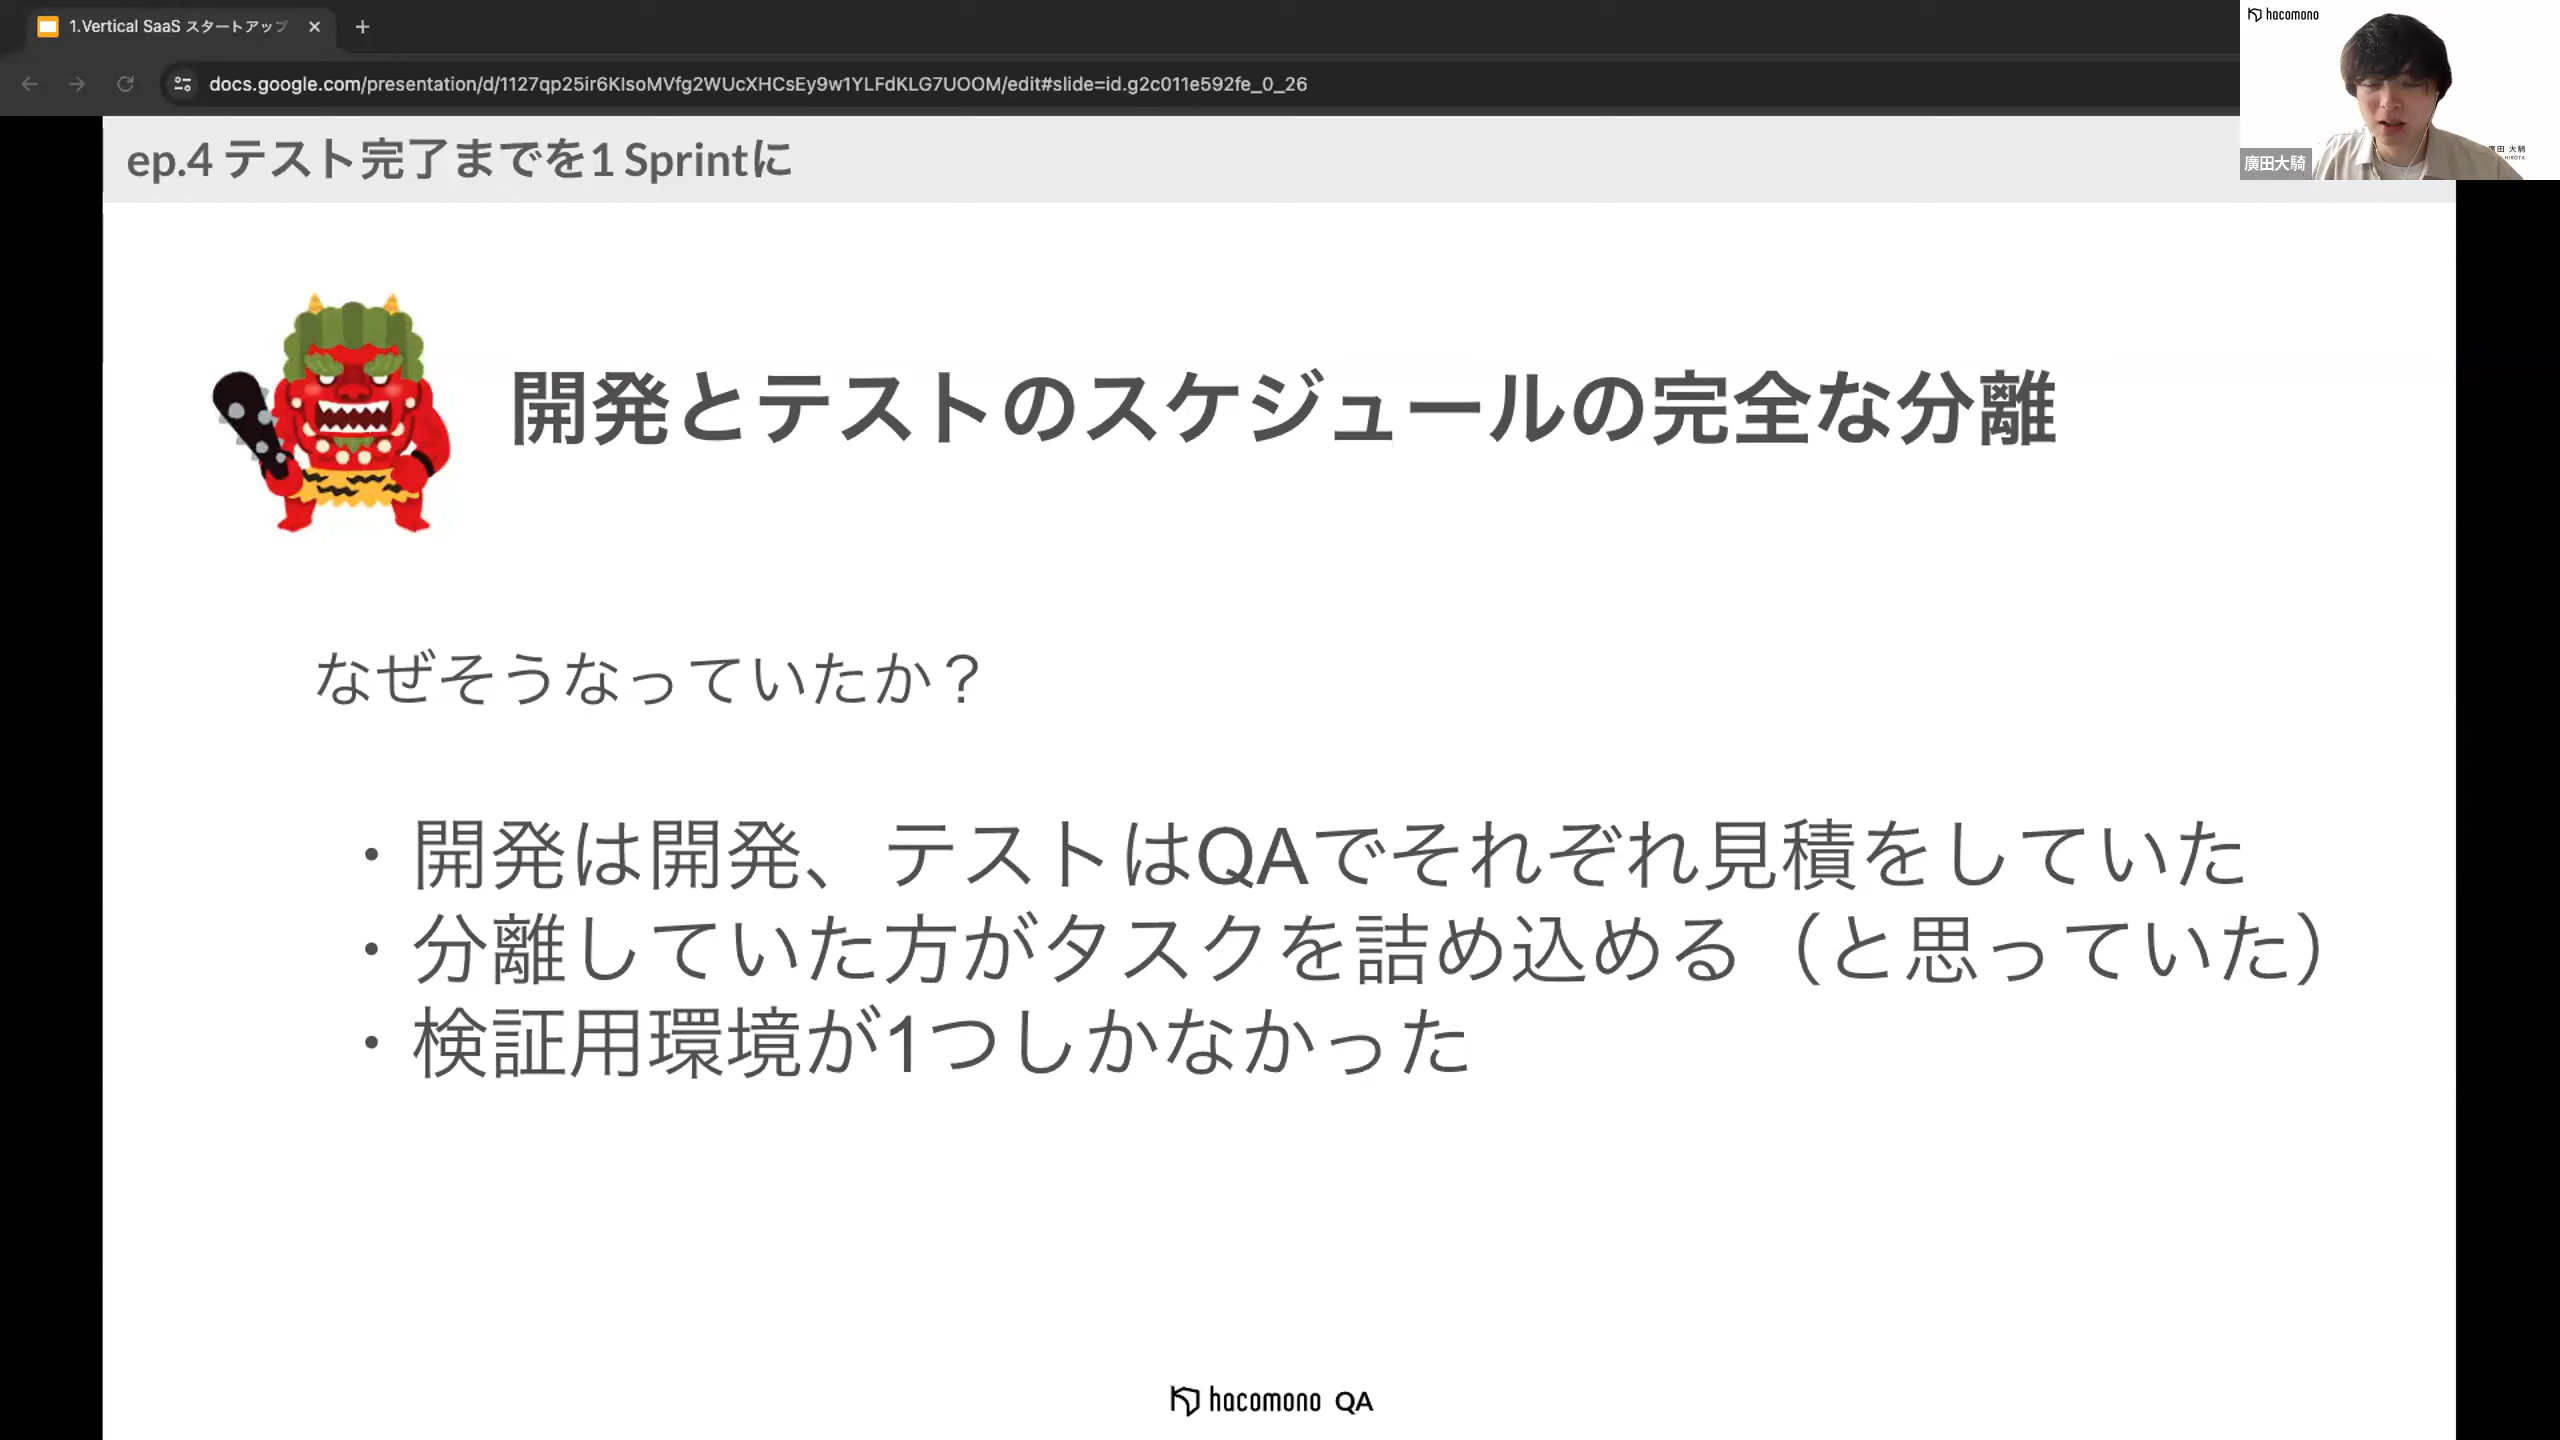 1.Vertical SaaS スタートアップ
docs.google.com/presentation/d/1127qp25ir6KIsoMVfg2WUcXHCsEy9w1YLFdKLG7UOOM/edit#slide=id.g2c011e592fe_0_26
hacomono
廣田 大騎
HIROTA
廣田大騎
ep.4 テスト完了までを1 Sprintに
開発とテストのスケジュールの完全な分離
なぜそうなっていたか？
・開発は開発、テストはQAでそれぞれ見積をしていた
・分離していた方がタスクを詰め込める（と思っていた）
・検証用環境が1つしかなかった
hacomono QA